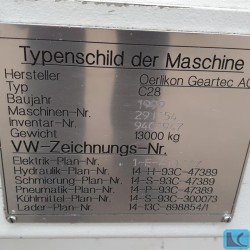 Typenschild der Maschine
Hersteller Oerlikon Geartec AG
Typ C28
Baujahr
Maschinen-Nr.
Inventar-Nr.
Gewicht 13000 kg
VW-Zeichnungs-Nr.
Elektrik-Plan-Nr.
Hydraulik-Plan-Nr. 14-H-93C-47389
Schmierung-Plan-Nr. 14-S-93C-47389
Pneumatik-Plan-Nr. 14-P-93C-47389
Kühlmittel-Plan-Nr. 14-S-93C-300073
Lader-Plan-Nr. 14-13C-898854/1